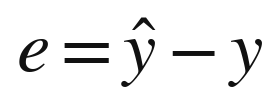 e = ŷ − y